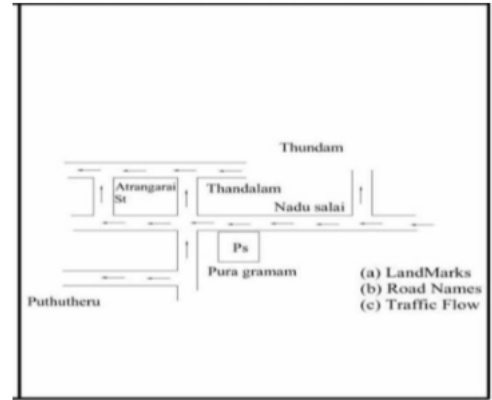 Thundam
Atrangarai
St
Thandalam
Nadu salai
Ps
Pura gramam
Puthutheru
(a) LandMarks
(b) Road Names
(c) Traffic Flow